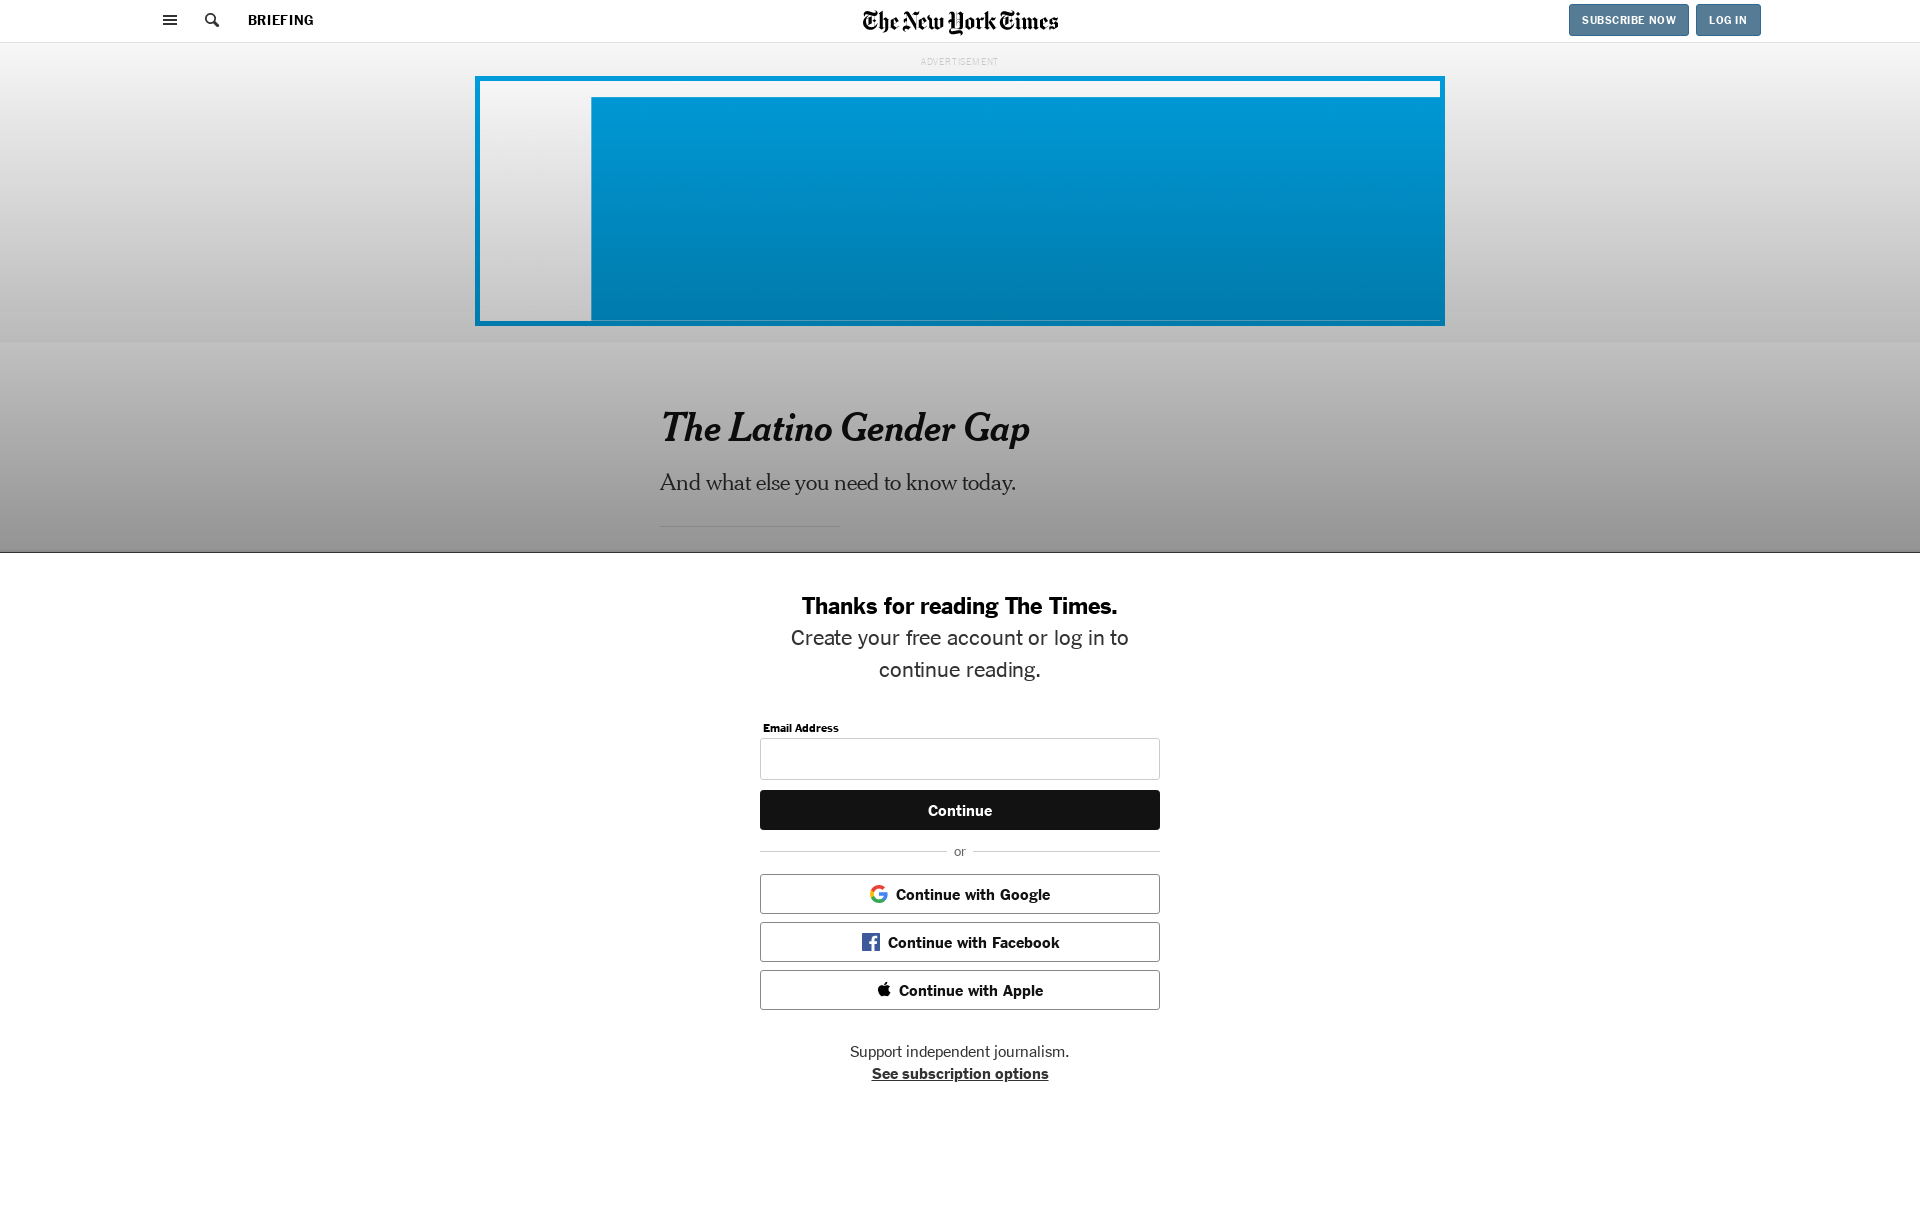 BRIEFING
The New York Times
SUBSCRIBE NOW
LOG IN
ADVERTISEMENT
The Latino Gender Gap
And what else you need to know today.
Thanks for reading The Times.
Create your free account or log in to
continue reading.
Email Address
Continue
or
Continue with Google
Continue with Facebook
Continue with Apple
Support independent journalism.
See subscription options